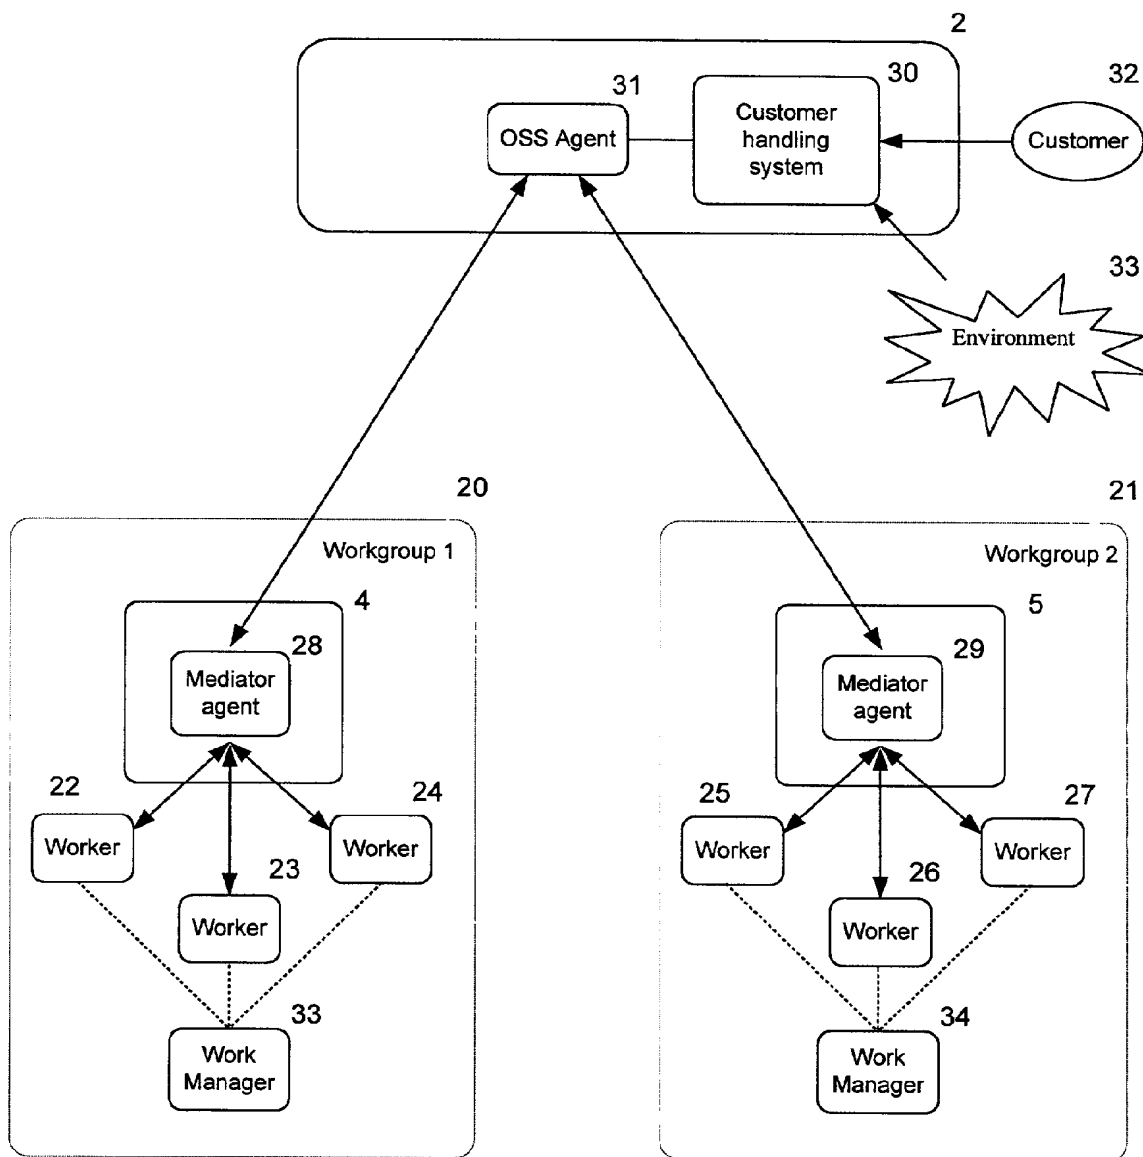 2
31
30
32
OSS Agent
Customer
handling
system
Customer
33
Environment
20
21
Workgroup 1
Workgroup 2
4
5
28
29
Mediator
agent
Mediator
agent
22
24
25
27
Worker
Worker
Worker
Worker
23
26
Worker
Worker
33
34
Work
Manager
Work
Manager